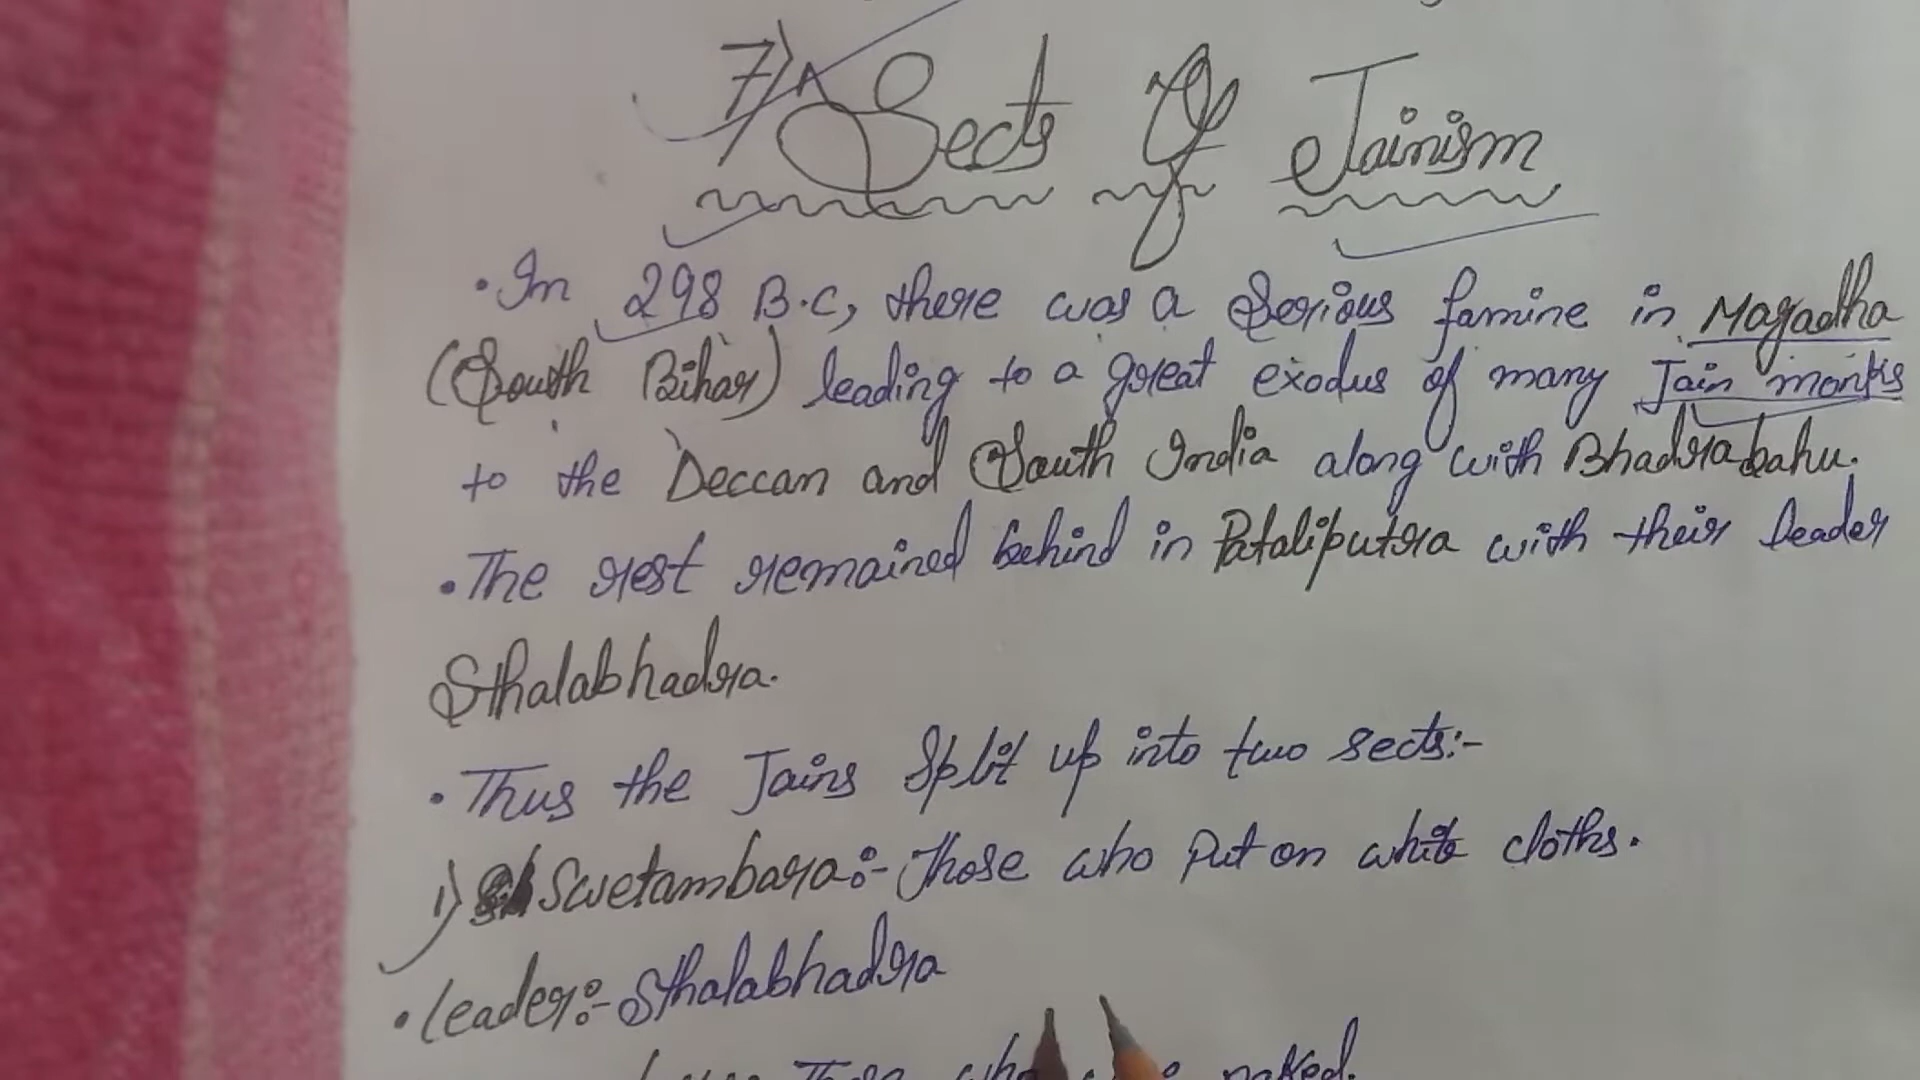 7) Sects Of Jainism
• In 298 B.C, there was a Serious famine in Magadha
(South Bihar) leading to a great exodus of many Jain monks
to the Deccan and South India along with Bhadrabahu.
• The rest remained behind in Pataliputra with their leader
Sthalabhadra.
• Thus the Jains Split up into two sects:-
1) Swetambara:- Those who Put on white cloths.
• Leader:- Sthalabhadra
Those who naked.